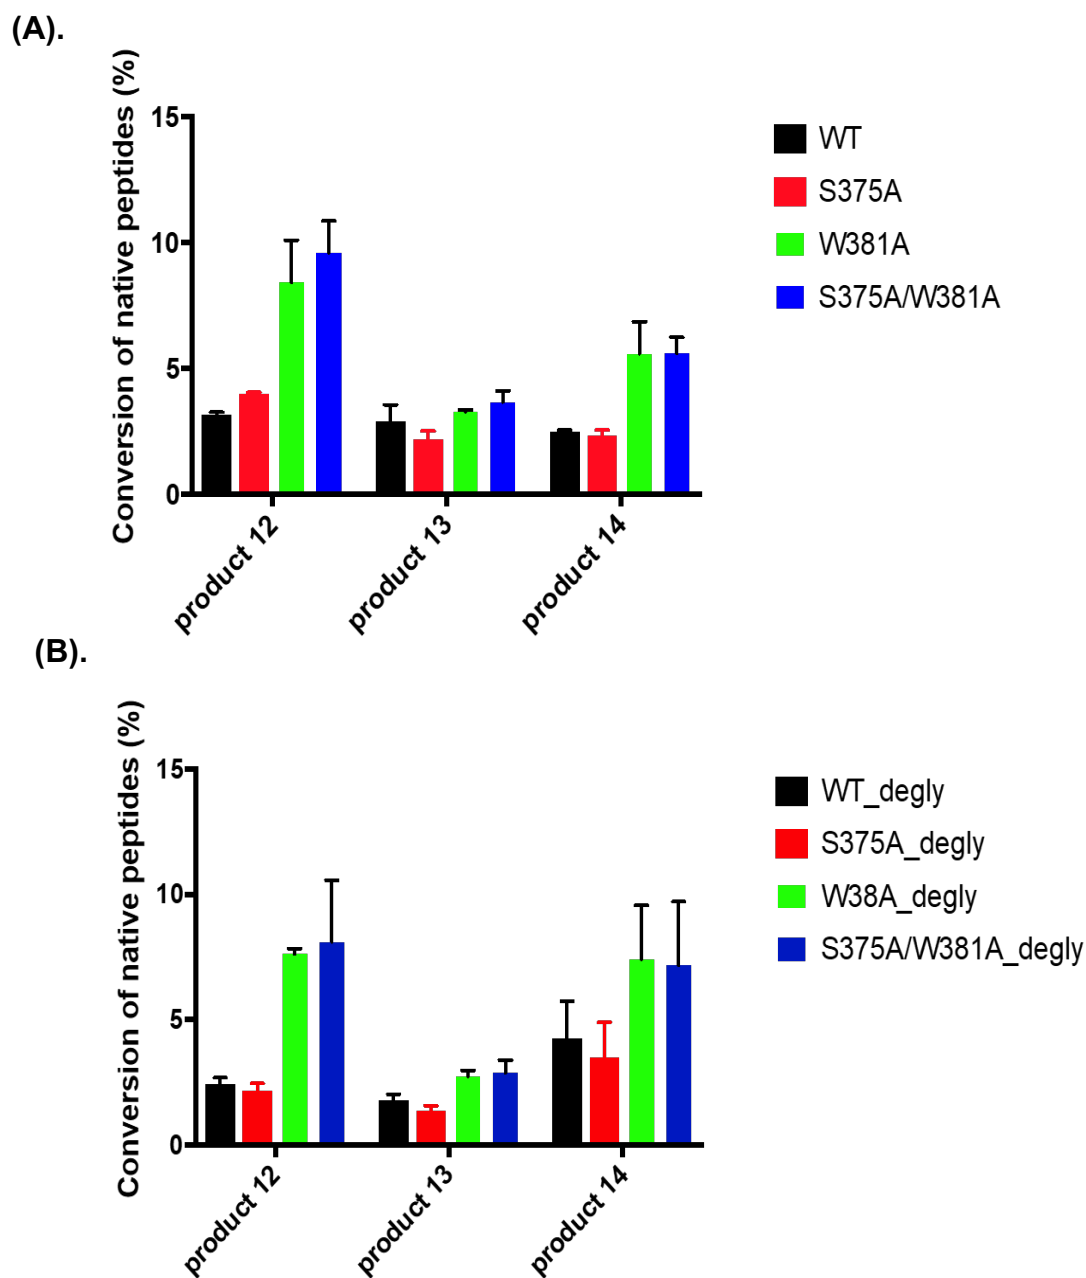 (A).
Conversion of native peptides (%)
15
10
5
0
product 12
product 13
product 14
WT
S375A
W381A
S375A/W381A
(B).
Conversion of native peptides (%)
15
10
5
0
product 12
product 13
product 14
WT_degly
S375A_degly
W38A_degly
S375A/W381A_degly